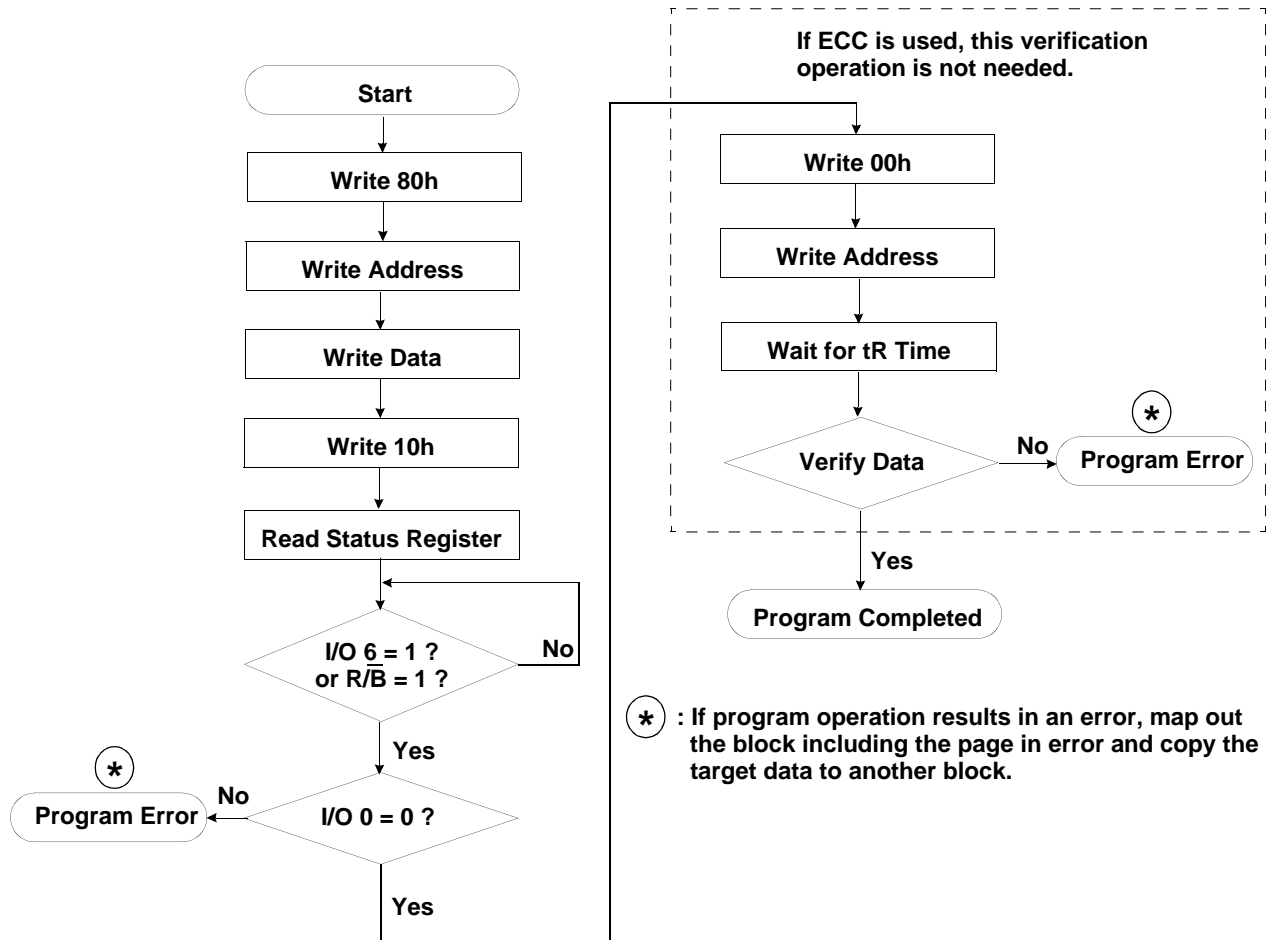 Start
Write 80h
Write Address
Write Data
Write 10h
Read Status Register
I/O 6 = 1 ?
or R/B̅ = 1 ?
No
Yes
*
No
Program Error
I/O 0 = 0 ?
Yes
If ECC is used, this verification
operation is not needed.
Write 00h
Write Address
Wait for tR Time
*
Verify Data
No
Program Error
Yes
Program Completed
* : If program operation results in an error, map out
the block including the page in error and copy the
target data to another block.